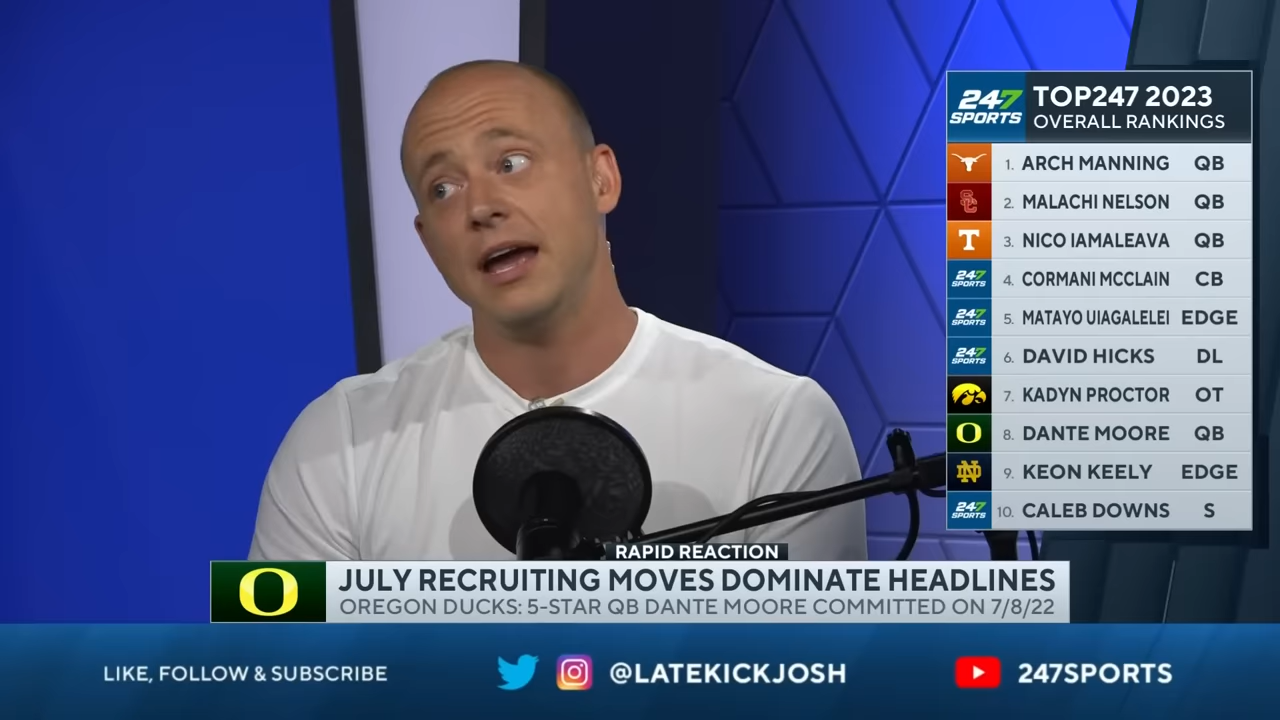 247 SPORTS
TOP247 2023
OVERALL RANKINGS
1. ARCH MANNING QB
SC 2. MALACHI NELSON QB
T 3. NICO IAMALEAVA QB
247 SPORTS 4. CORMANI MCCLAIN CB
247 SPORTS 5. MATAYO UIAGALELEI EDGE
247 SPORTS 6. DAVID HICKS DL
7. KADYN PROCTOR OT
O 8. DANTE MOORE QB
ND 9. KEON KEELY EDGE
247 SPORTS 10. CALEB DOWNS S
RAPID REACTION
O JULY RECRUITING MOVES DOMINATE HEADLINES
OREGON DUCKS: 5-STAR QB DANTE MOORE COMMITTED ON 7/8/22
LIKE, FOLLOW & SUBSCRIBE @LATEKICKJOSH 247SPORTS